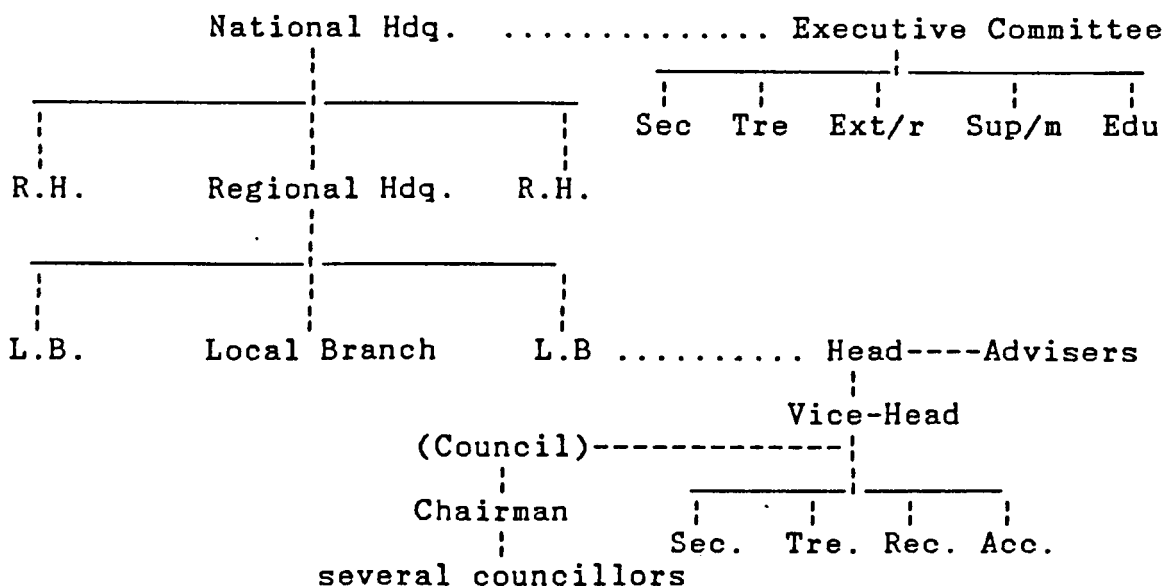 National Hdq. .............. Executive Committee
Sec Tre Ext/r Sup/m Edu
R.H. Regional Hdq. R.H.
L.B. Local Branch L.B .......... Head----Advisers
Vice-Head
(Council)
Chairman
Sec. Tre. Rec. Acc.
several councillors